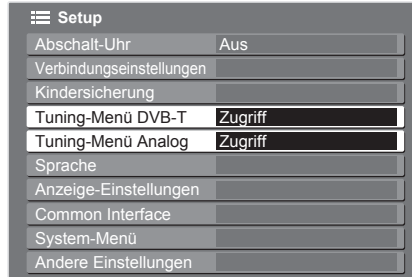 Setup
Abschalt-Uhr Aus
Verbindungseinstellungen
Kindersicherung
Tuning-Menü DVB-T Zugriff
Tuning-Menü Analog Zugriff
Sprache
Anzeige-Einstellungen
Common Interface
System-Menü
Andere Einstellungen